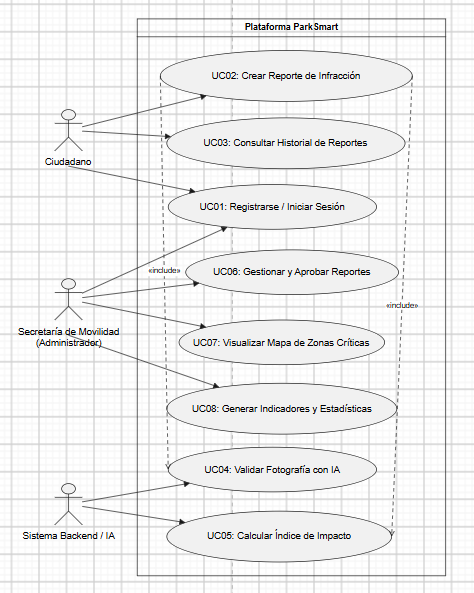 Plataforma ParkSmart
UC02: Crear Reporte de Infracción
UC03: Consultar Historial de Reportes
Ciudadano
UC01: Registrarse / Iniciar Sesión
«include»
UC06: Gestionar y Aprobar Reportes
«include»
Secretaría de Movilidad
(Administrador)
UC07: Visualizar Mapa de Zonas Críticas
UC08: Generar Indicadores y Estadísticas
UC04: Validar Fotografía con IA
Sistema Backend / IA
UC05: Calcular Índice de Impacto